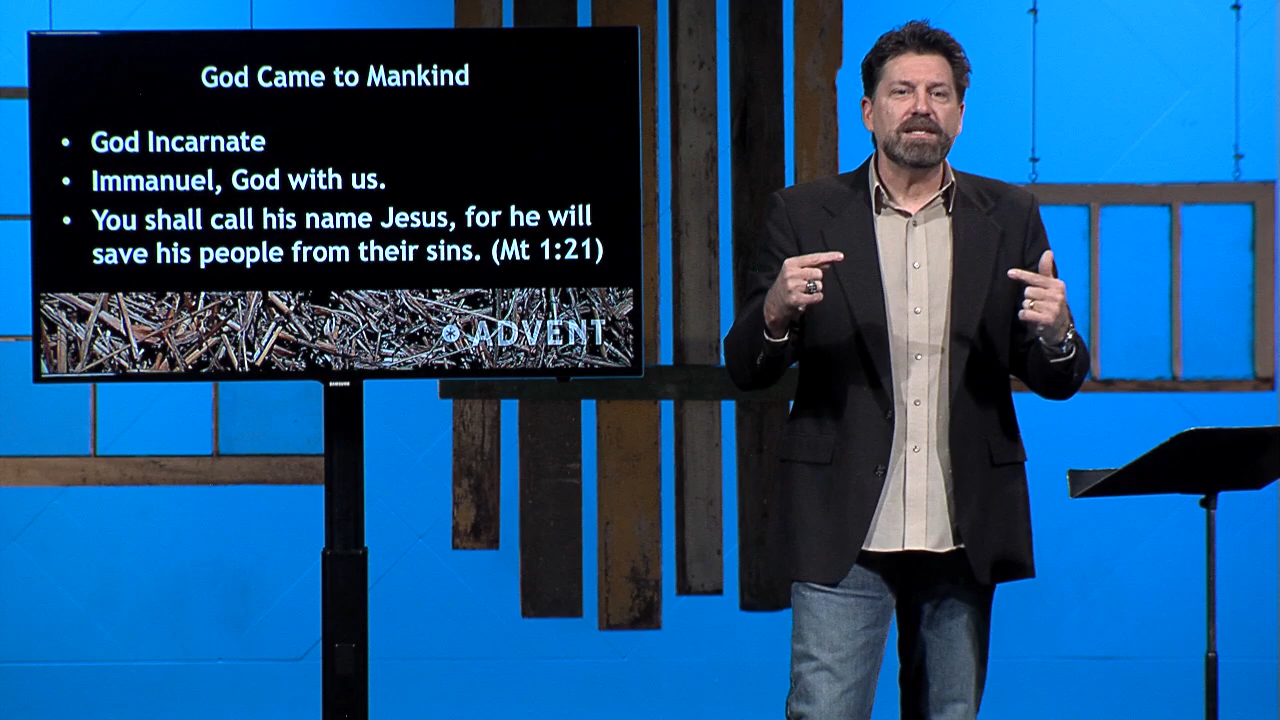 God Came to Mankind
• God Incarnate
• Immanuel, God with us.
• You shall call his name Jesus, for he will
save his people from their sins. (Mt 1:21)
ADVENT
SAMSUNG